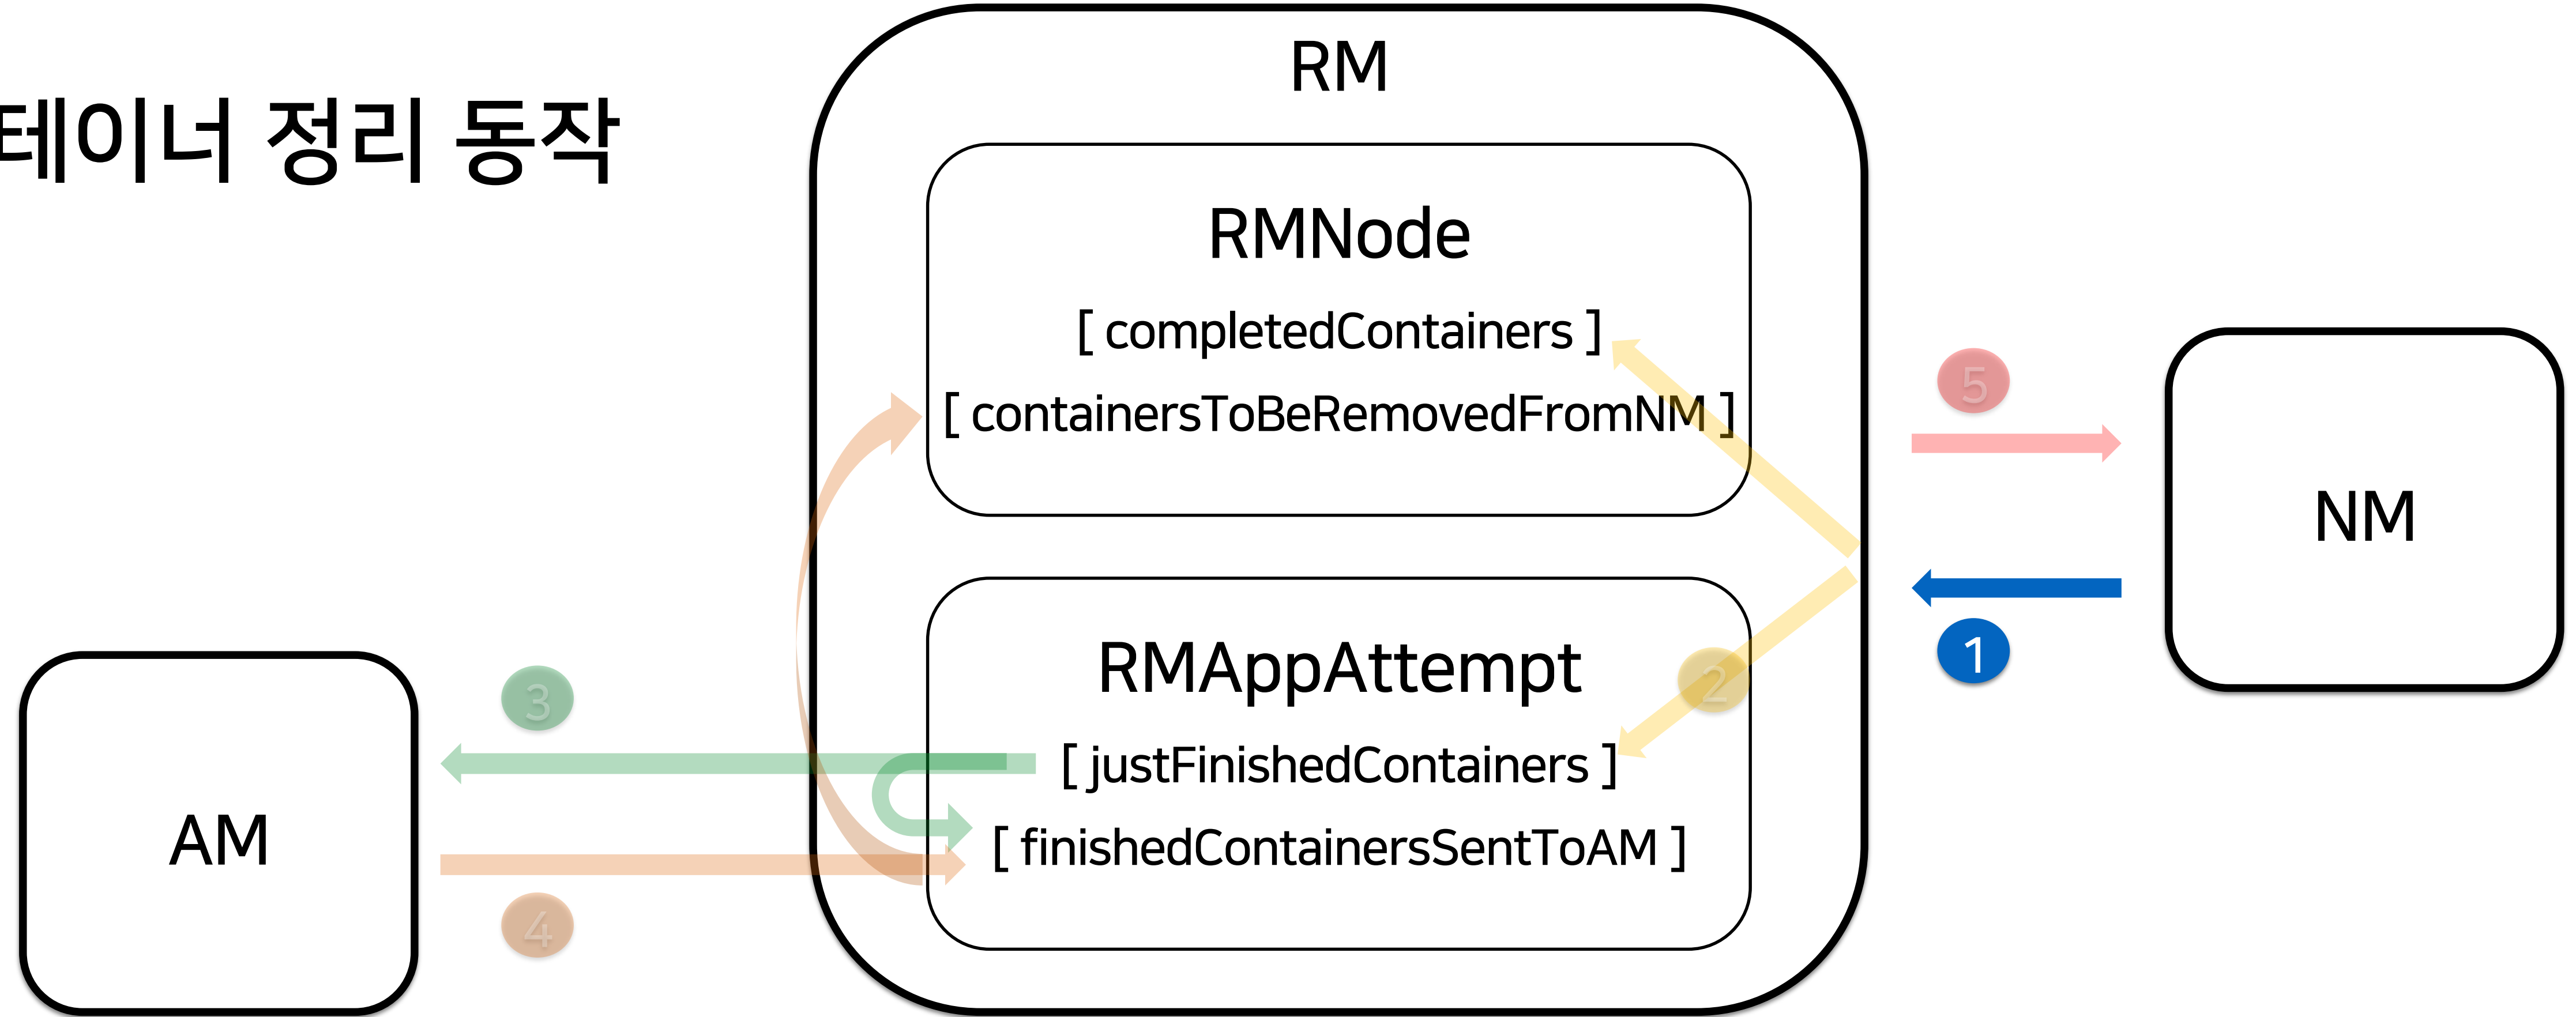 테이너 정리 동작
RM
RMNode
[ completedContainers ]
[ containersToBeRemovedFromNM ]
5
NM
1
RMAppAttempt
2
3
[ justFinishedContainers ]
AM
[ finishedContainersSentToAM ]
4